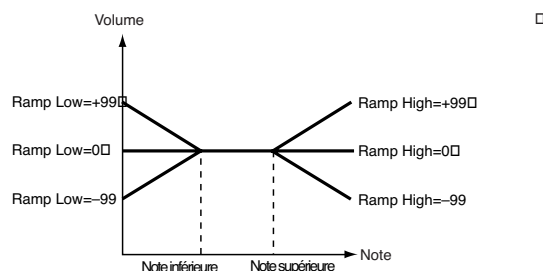 Volume
Ramp Low=+99
Ramp High=+99
Ramp Low=0
Ramp High=0
Ramp Low=–99
Ramp High=–99
Note
Note inférieure
Note supérieure